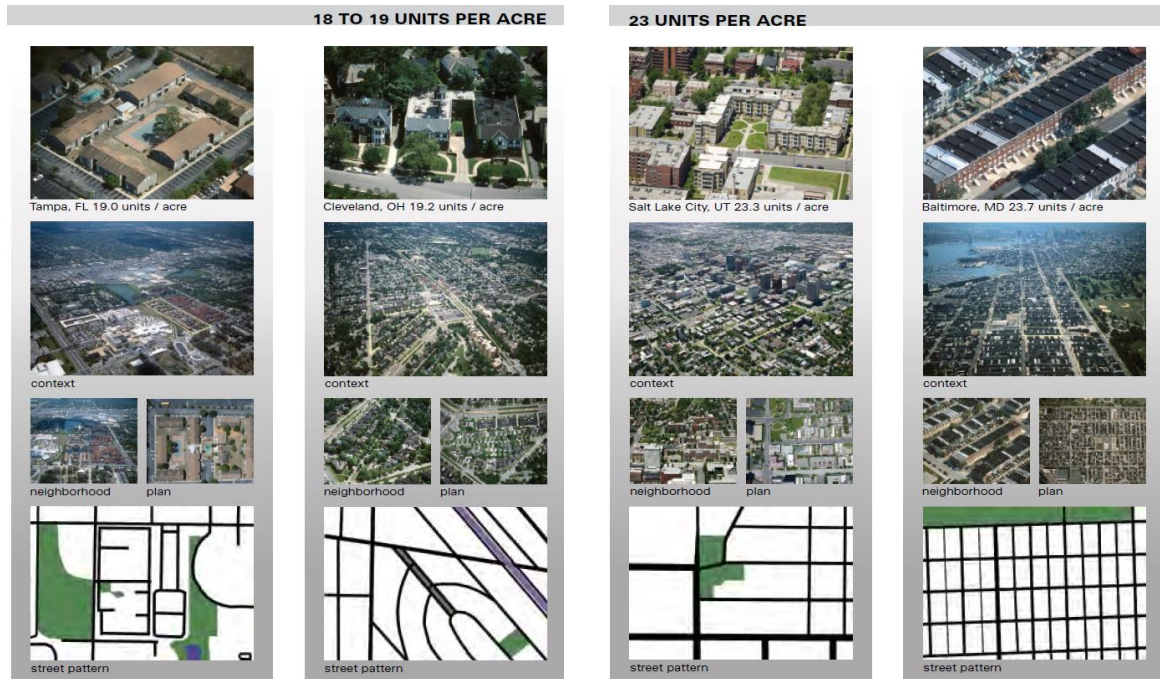 18 TO 19 UNITS PER ACRE
23 UNITS PER ACRE
Tampa, FL 19.0 units / acre
Cleveland, OH 19.2 units / acre
Salt Lake City, UT 23.3 units / acre
Baltimore, MD 23.7 units / acre
context
context
context
context
neighborhood
plan
neighborhood
plan
neighborhood
plan
neighborhood
plan
street pattern
street pattern
street pattern
street pattern